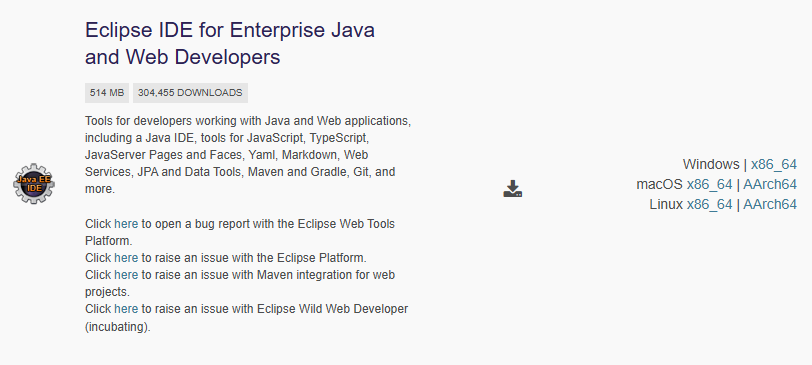 Eclipse IDE for Enterprise Java
and Web Developers
514 MB 304,455 DOWNLOADS
Tools for developers working with Java and Web applications,
including a Java IDE, tools for JavaScript, TypeScript,
JavaServer Pages and Faces, Yaml, Markdown, Web
Services, JPA and Data Tools, Maven and Gradle, Git, and
more.
Java EE
IDE
Click here to open a bug report with the Eclipse Web Tools
Platform.
Click here to raise an issue with the Eclipse Platform.
Click here to raise an issue with Maven integration for web
projects.
Click here to raise an issue with Eclipse Wild Web Developer
(incubating).
Windows | x86_64
macOS x86_64 | AArch64
Linux x86_64 | AArch64